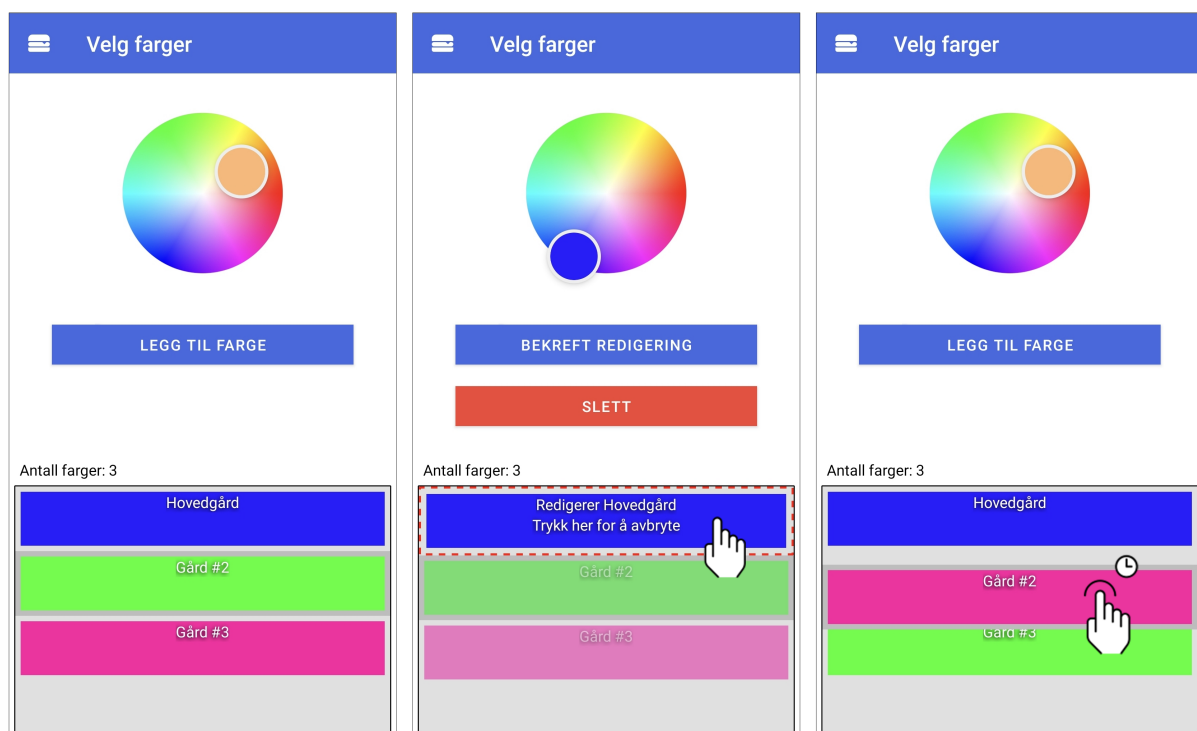 Velg farger
LEGG TIL FARGE
Antall farger: 3
Hovedgård
Gård #2
Gård #3
Velg farger
BEKREFT REDIGERING
SLETT
Antall farger: 3
Redigerer Hovedgård
Trykk her for å avbryte
Gård #2
Gård #3
Velg farger
LEGG TIL FARGE
Antall farger: 3
Hovedgård
Gård #2
Gård #3